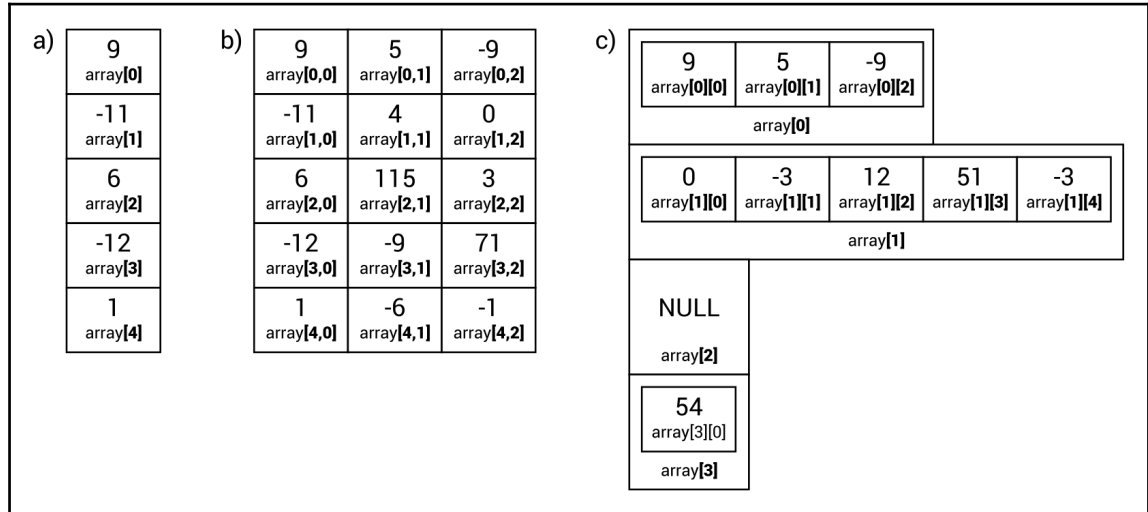 a)
9 
array[0]
-11
array[1]
6
array[2]
-12
array[3]
1
array[4]
b)
9 5 -9
array[0,0] array[0,1] array[0,2]
-11 4 0
array[1,0] array[1,1] array[1,2]
6 115 3
array[2,0] array[2,1] array[2,2]
-12 -9 71
array[3,0] array[3,1] array[3,2]
1 -6 -1
array[4,0] array[4,1] array[4,2]
c)
9 5 -9
array[0][0] array[0][1] array[0][2]
array[0]
0 -3 12 51 -3
array[1][0] array[1][1] array[1][2] array[1][3] array[1][4]
array[1]
NULL
array[2]
54
array[3][0]
array[3]